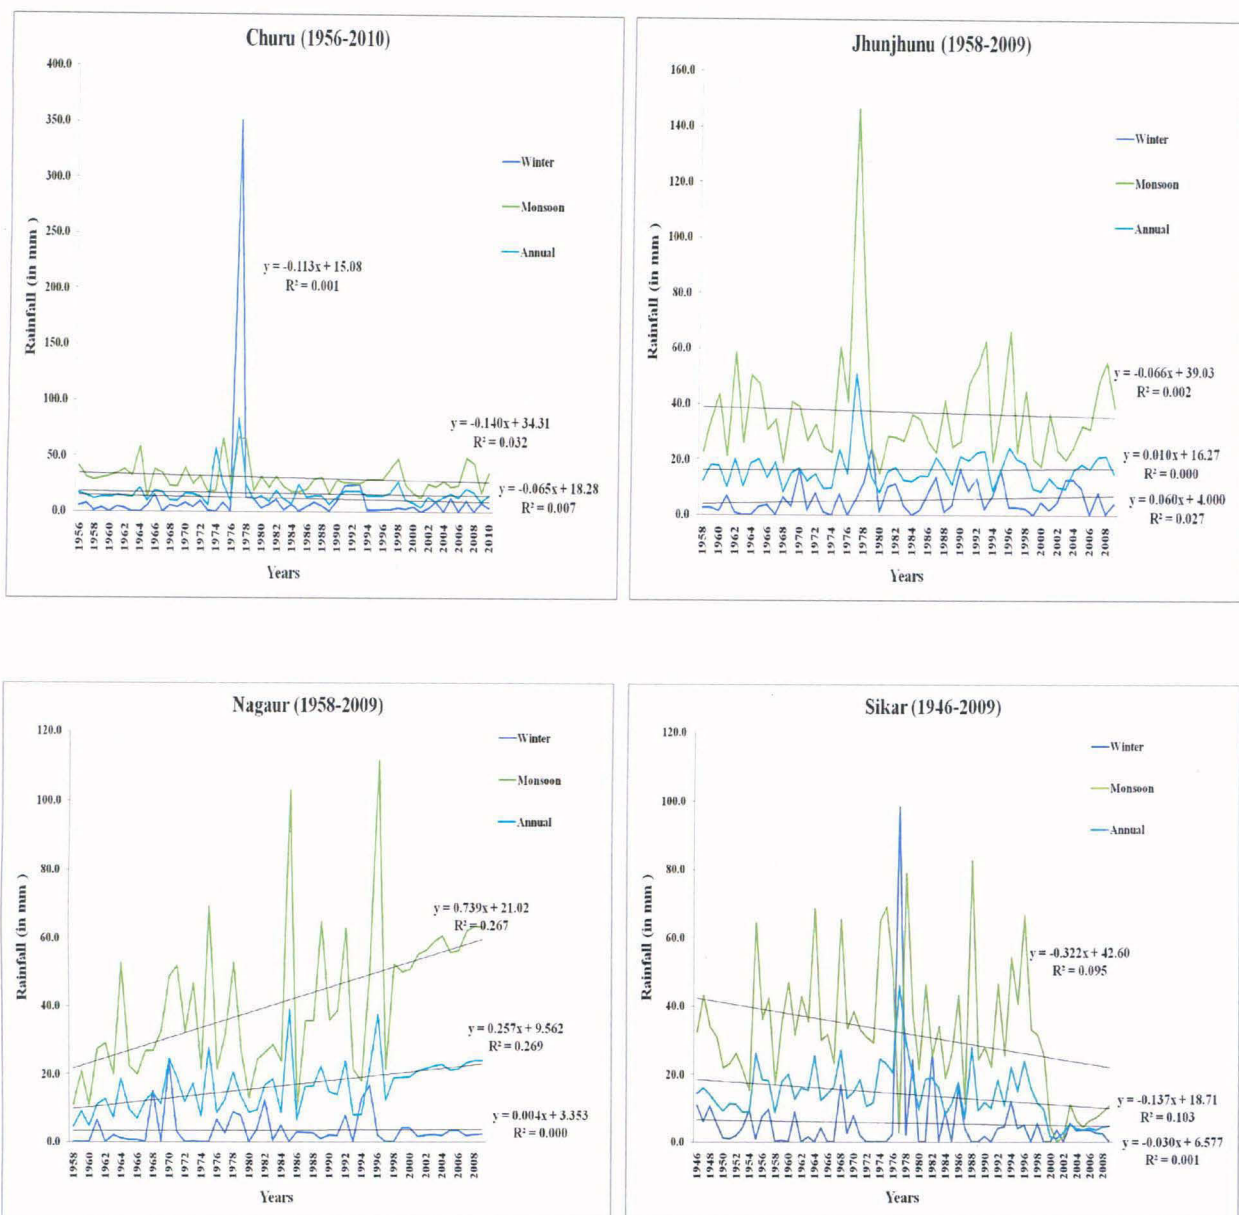 Churu (1956-2010)
400.0
350.0
300.0
250.0
200.0
150.0
100.0
50.0
0.0
Rainfall (in mm )
Winter
Monsoon
Annual
y = -0.113x + 15.08
R² = 0.001
y = -0.140x + 34.31
R² = 0.032
y = -0.065x + 18.28
R² = 0.007
1956 1958 1960 1962 1964 1966 1968 1970 1972 1974 1976 1978 1980 1982 1984 1986 1988 1990 1992 1994 1996 1998 2000 2002 2004 2006 2008 2010
Years
Jhunjhunu (1958-2009)
160.0
140.0
120.0
100.0
80.0
60.0
40.0
20.0
0.0
Rainfall (in mm )
Winter
Monsoon
Annual
y = -0.066x + 39.03
R² = 0.002
y = 0.010x + 16.27
R² = 0.000
y = 0.060x + 4.000
R² = 0.027
1958 1960 1962 1964 1966 1968 1970 1972 1974 1976 1978 1980 1982 1984 1986 1988 1990 1992 1994 1996 1998 2000 2002 2004 2006 2008
Years
Nagaur (1958-2009)
120.0
100.0
80.0
60.0
40.0
20.0
0.0
Rainfall (in mm )
Winter
Monsoon
Annual
y = 0.739x + 21.02
R² = 0.267
y = 0.257x + 9.562
R² = 0.269
y = 0.004x + 3.353
R² = 0.000
1958 1960 1962 1964 1966 1968 1970 1972 1974 1976 1978 1980 1982 1984 1986 1988 1990 1992 1994 1996 1998 2000 2002 2004 2006 2008
Years
Sikar (1946-2009)
120.0
100.0
80.0
60.0
40.0
20.0
0.0
Rainfall (in mm )
Winter
Monsoon
Annual
y = -0.322x + 42.60
R² = 0.095
y = -0.137x + 18.71
R² = 0.103
y = -0.030x + 6.577
R² = 0.001
1946 1948 1950 1952 1954 1956 1958 1960 1962 1964 1966 1968 1970 1972 1974 1976 1978 1980 1982 1984 1986 1988 1990 1992 1994 1996 1998 2000 2002 2004 2006 2008
Years